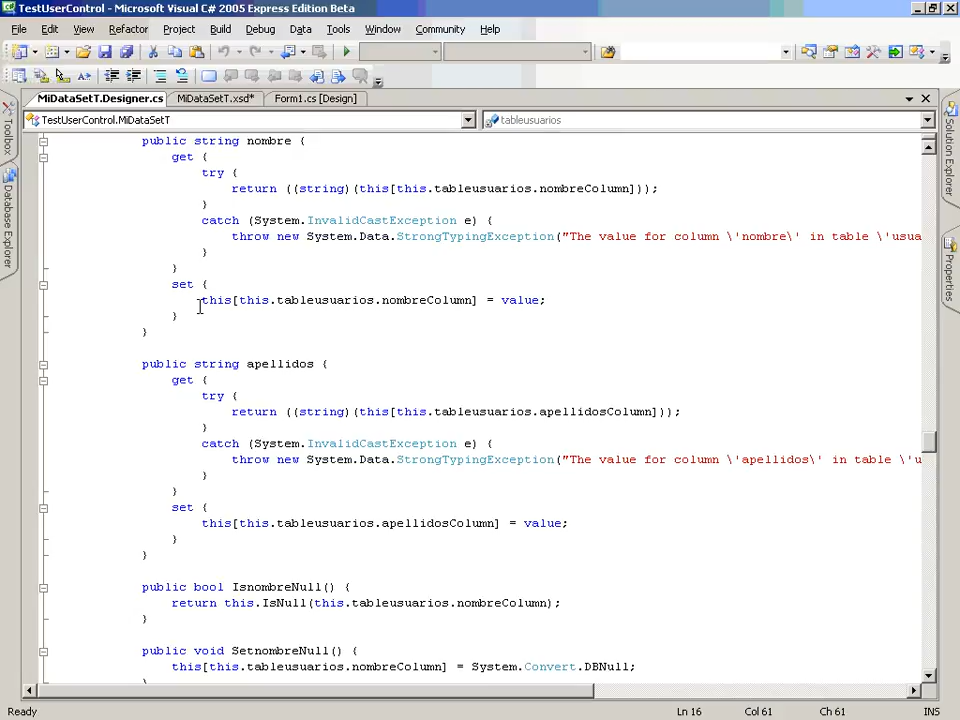 TestUserControl - Microsoft Visual C# 2005 Express Edition Beta
File Edit View Refactor Project Build Debug Data Tools Window Community Help
MiDataSetT.Designer.cs MiDataSetT.xsd* Form1.cs [Design]
TestUserControl.MiDataSetT tableusuarios
Toolbox
Database Explorer
Solution Explorer
Properties
public string nombre {
get {
try {
return ((string)(this[this.tableusuarios.nombreColumn]));
}
catch (System.InvalidCastException e) {
throw new System.Data.StrongTypingException("The value for column \'nombre\' in table \'usua
}
}
set {
this[this.tableusuarios.nombreColumn] = value;
}
}
public string apellidos {
get {
try {
return ((string)(this[this.tableusuarios.apellidosColumn]));
}
catch (System.InvalidCastException e) {
throw new System.Data.StrongTypingException("The value for column \'apellidos\' in table \'u
}
}
set {
this[this.tableusuarios.apellidosColumn] = value;
}
}
public bool IsnombreNull() {
return this.IsNull(this.tableusuarios.nombreColumn);
}
public void SetnombreNull() {
this[this.tableusuarios.nombreColumn] = System.Convert.DBNull;
Ready Ln 16 Col 61 Ch 61 INS